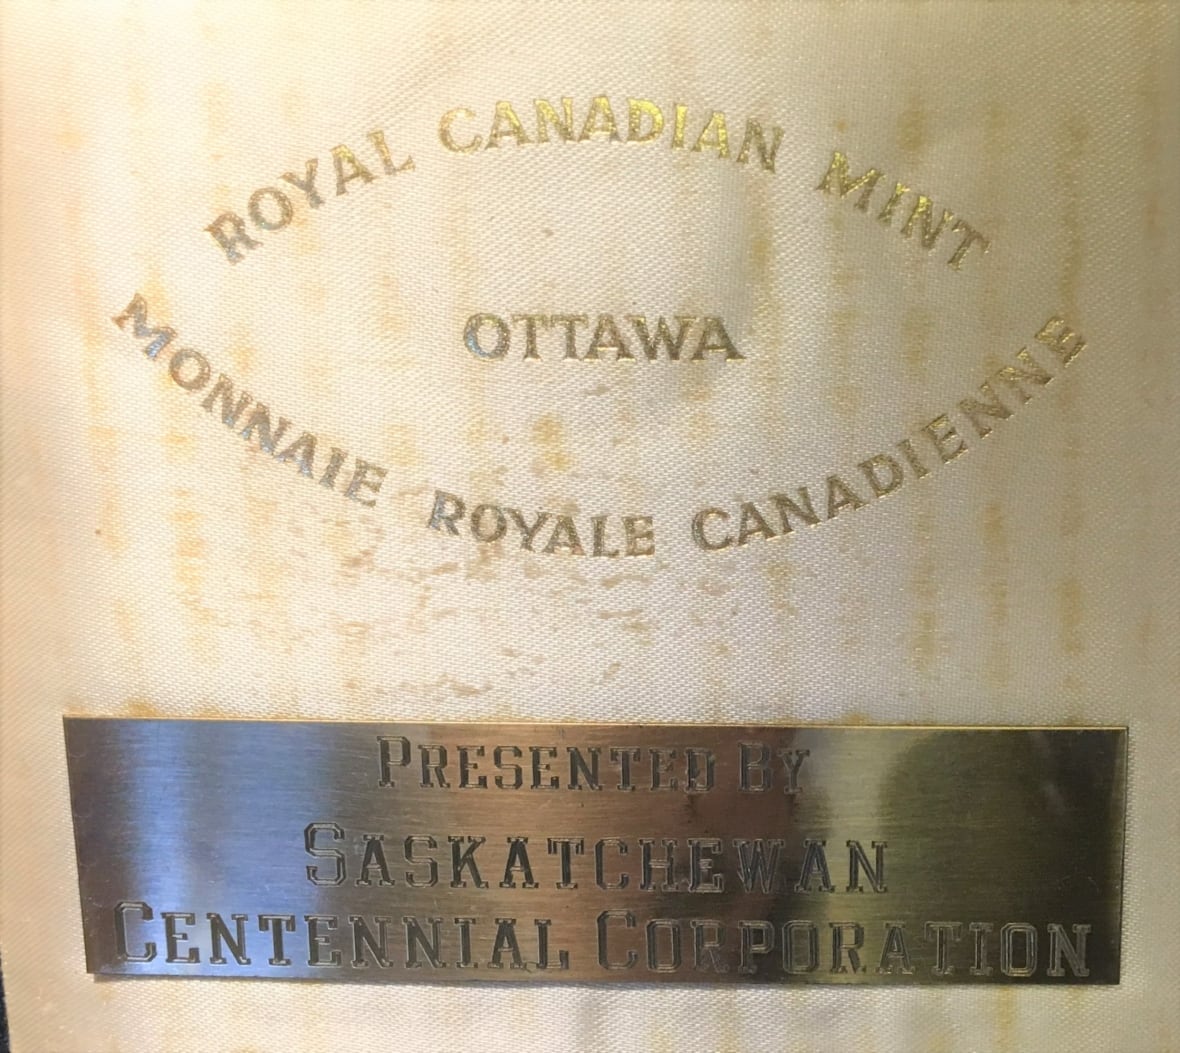 ROYAL CANADIAN MINT
OTTAWA
MONNAIE ROYALE CANADIENNE
PRESENTED BY
SASKATCHEWAN
CENTENNIAL CORPORATION